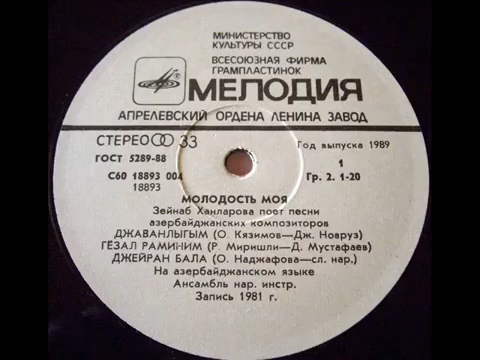 МИНИСТЕРСТВО
КУЛЬТУРЫ СССР
ВСЕСОЮЗНАЯ ФИРМА
ГРАМПЛАСТИНОК
МЕЛОДИЯ
АПРЕЛЕВСКИЙ ОРДЕНА ЛЕНИНА ЗАВОД
СТЕРЕО 33
Год выпуска 1989
ГОСТ 5289-88
1
С60 18893 004
Гр. 2. 1-20
18893
МОЛОДОСТЬ МОЯ
Зейнаб Ханларова поет песни
азербайджанских композиторов
ДЖАВАНЛЫГЫМ (О. Кязимов—Дж. Новруз)
ГЁЗАЛ РАМИНИМ (Р. Миришли—Д. Мустафаев)
ДЖЕЙРАН БАЛА (О. Наджафова—сл. нар.)
На азербайджанском языке
Ансамбль нар. инстр.
Запись 1981 г.